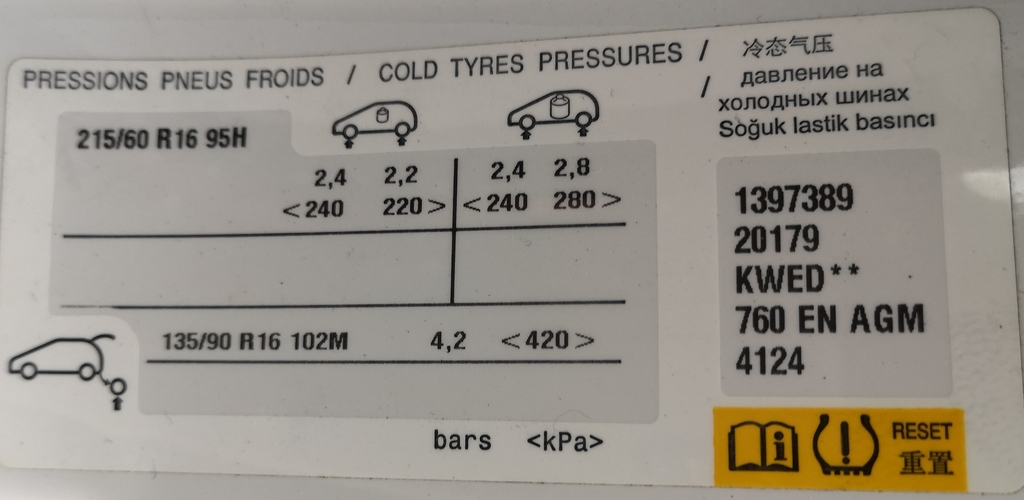 PRESSIONS PNEUS FROIDS / COLD TYRES PRESSURES / 冷态气压
/ давление на
холодных шинах
Soğuk lastik basıncı
215/60 R16 95H
2,4 2,2 2,4 2,8
<240 220> <240 280>
135/90 R16 102M 4,2 <420>
bars <kPa>
1397389
20179
KWED**
760 EN AGM
4124
RESET
重置